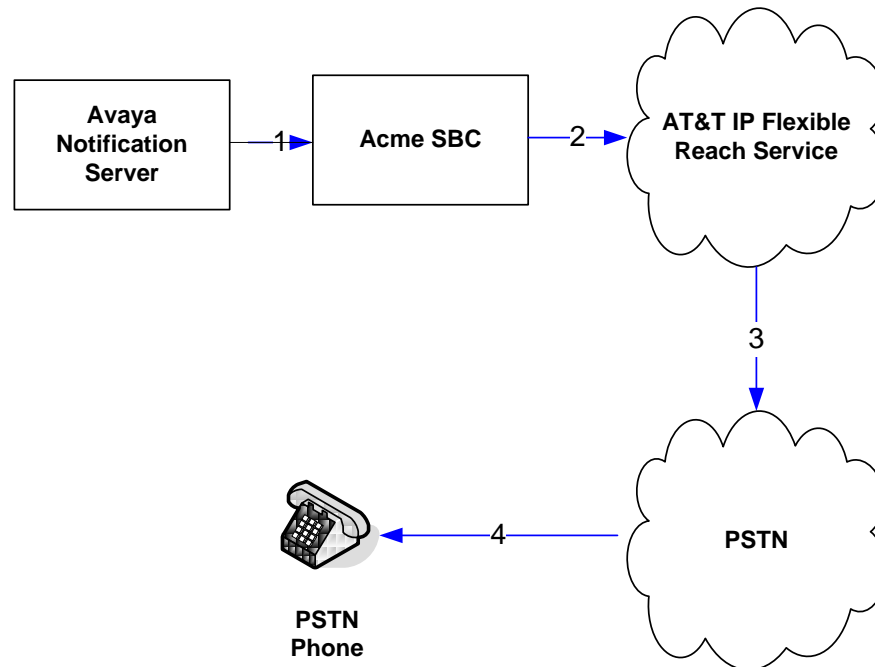 Avaya
Notification
Server
1
Acme SBC
2
AT&T IP Flexible
Reach Service
3
PSTN
4
PSTN
Phone